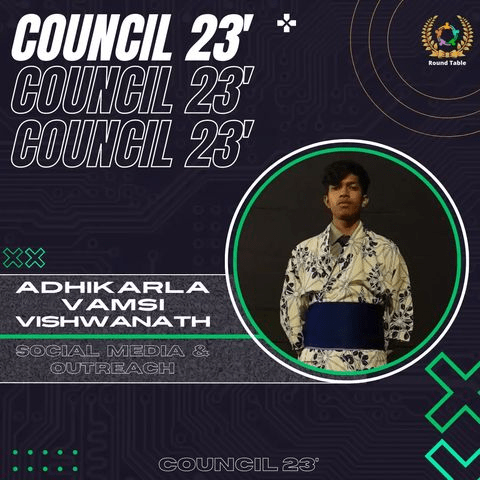 COUNCIL 23'
COUNCIL 23'
COUNCIL 23'
Round Table
ADHIKARLA
VAMSI
VISHWANATH
SOCIAL MEDIA &
OUTREACH
COUNCIL 23'